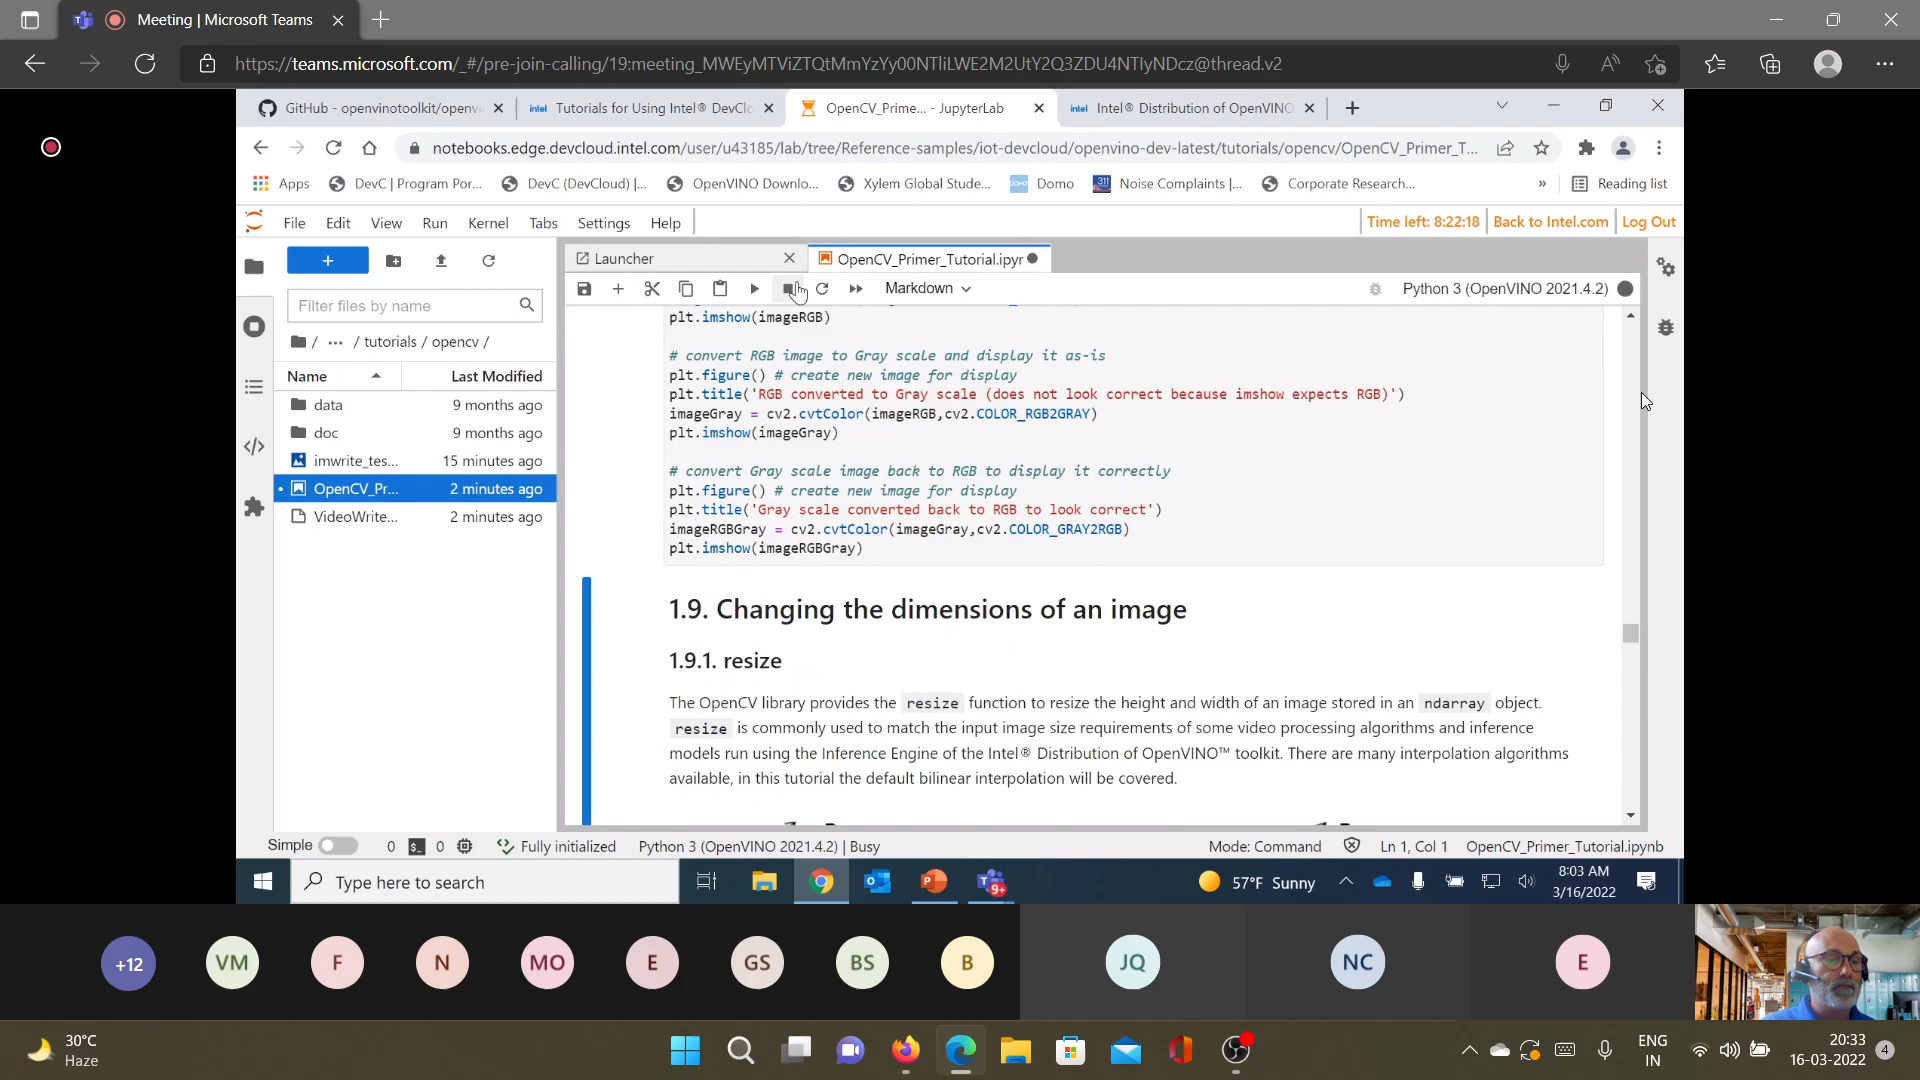 Meeting | Microsoft Teams
https://teams.microsoft.com/_#/pre-join-calling/19:meeting_MWEyMTViZTQtMmYzYy00NTliLWE2M2UtY2Q3ZDU4NTIyNDcz@thread.v2
GitHub - openvinotoolkit/openvi
intel Tutorials for Using Intel® DevClo
OpenCV_Prime... - JupyterLab
intel Intel® Distribution of OpenVINO
notebooks.edge.devcloud.intel.com/user/u43185/lab/tree/Reference-samples/iot-devcloud/openvino-dev-latest/tutorials/opencv/OpenCV_Primer_T...
Apps
DevC | Program Por...
DevC (DevCloud) |...
OpenVINO Downlo...
Xylem Global Stude...
DOMO Domo
311 Noise Complaints |...
Corporate Research...
»
Reading list
File Edit View Run Kernel Tabs Settings Help
Time left: 8:22:18 Back to Intel.com Log Out
Launcher
OpenCV_Primer_Tutorial.ipyr
Markdown
Python 3 (OpenVINO 2021.4.2)
Filter files by name
/ ··· / tutorials / opencv /
Name Last Modified
data 9 months ago
doc 9 months ago
imwrite_tes... 15 minutes ago
OpenCV_Pr... 2 minutes ago
VideoWrite... 2 minutes ago
plt.imshow(imageRGB)
# convert RGB image to Gray scale and display it as-is
plt.figure() # create new image for display
plt.title('RGB converted to Gray scale (does not look correct because imshow expects RGB)')
imageGray = cv2.cvtColor(imageRGB,cv2.COLOR_RGB2GRAY)
plt.imshow(imageGray)
# convert Gray scale image back to RGB to display it correctly
plt.figure() # create new image for display
plt.title('Gray scale converted back to RGB to look correct')
imageRGBGray = cv2.cvtColor(imageGray,cv2.COLOR_GRAY2RGB)
plt.imshow(imageRGBGray)
1.9. Changing the dimensions of an image
1.9.1. resize
The OpenCV library provides the resize function to resize the height and width of an image stored in an ndarray object.
resize is commonly used to match the input image size requirements of some video processing algorithms and inference
models run using the Inference Engine of the Intel® Distribution of OpenVINO™ toolkit. There are many interpolation algorithms
available, in this tutorial the default bilinear interpolation will be covered.
Simple 0 0 Fully initialized Python 3 (OpenVINO 2021.4.2) | Busy
Mode: Command Ln 1, Col 1 OpenCV_Primer_Tutorial.ipynb
Type here to search
9+
57°F Sunny
8:03 AM
3/16/2022
+12 VM F N MO E GS BS B JQ NC E
30°C
Haze
ENG
IN
20:33
16-03-2022
4